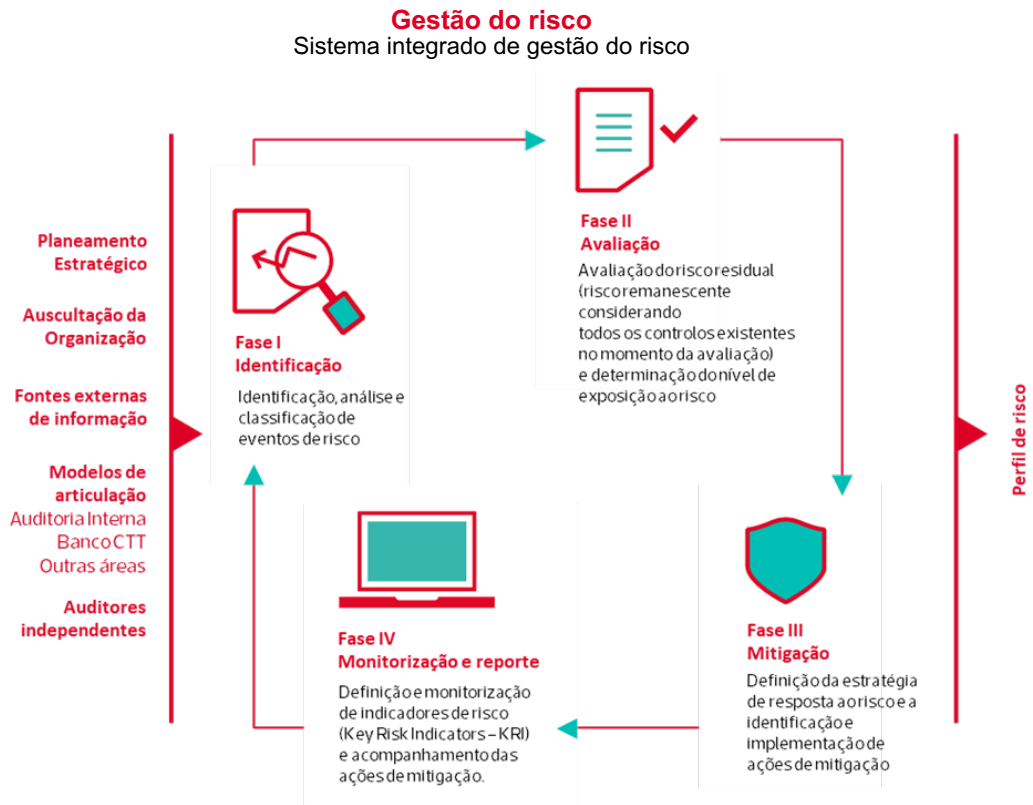 Gestão do risco
Sistema integrado de gestão do risco
Planeamento
Estratégico
Auscultação da
Organização
Fontes externas
de informação
Modelos de
articulação
Auditoria Interna
Banco CTT
Outras áreas
Auditores
independentes
Fase I
Identificação
Identificação, análise e
classificação de
eventos de risco
Fase II
Avaliação
Avaliação do risco residual
(risco remanescente
considerando
todos os controlos existentes
no momento da avaliação)
e determinação do nível de
exposição ao risco
Fase III
Mitigação
Definição da estratégia
de resposta ao risco e a
identificação e
implementação de
ações de mitigação
Fase IV
Monitorização e reporte
Definição e monitorização
de indicadores de risco
(Key Risk Indicators – KRI)
e acompanhamento das
ações de mitigação.
Perfil de risco